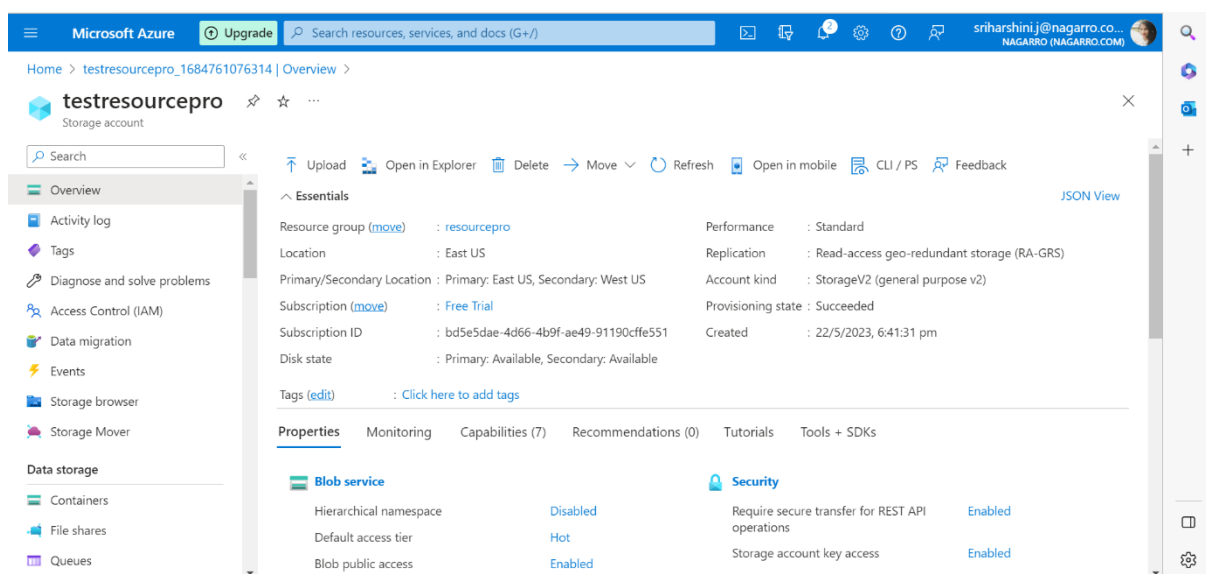 Microsoft Azure
Upgrade
Search resources, services, and docs (G+/)
2
sriharshini.j@nagarro.co...
NAGARRO (NAGARRO.COM)
Home > testresourcepro_1684761076314 | Overview >
testresourcepro
Storage account
Search
Overview
Activity log
Tags
Diagnose and solve problems
Access Control (IAM)
Data migration
Events
Storage browser
Storage Mover
Data storage
Containers
File shares
Queues
Upload Open in Explorer Delete Move Refresh Open in mobile CLI / PS Feedback
Essentials
JSON View
Resource group (move) : resourcepro
Location : East US
Primary/Secondary Location : Primary: East US, Secondary: West US
Subscription (move) : Free Trial
Subscription ID : bd5e5dae-4d66-4b9f-ae49-91190cffe551
Disk state : Primary: Available, Secondary: Available
Performance : Standard
Replication : Read-access geo-redundant storage (RA-GRS)
Account kind : StorageV2 (general purpose v2)
Provisioning state : Succeeded
Created : 22/5/2023, 6:41:31 pm
Tags (edit) : Click here to add tags
Properties Monitoring Capabilities (7) Recommendations (0) Tutorials Tools + SDKs
Blob service
Hierarchical namespace Disabled
Default access tier Hot
Blob public access Enabled
Security
Require secure transfer for REST API Enabled
operations
Storage account key access Enabled